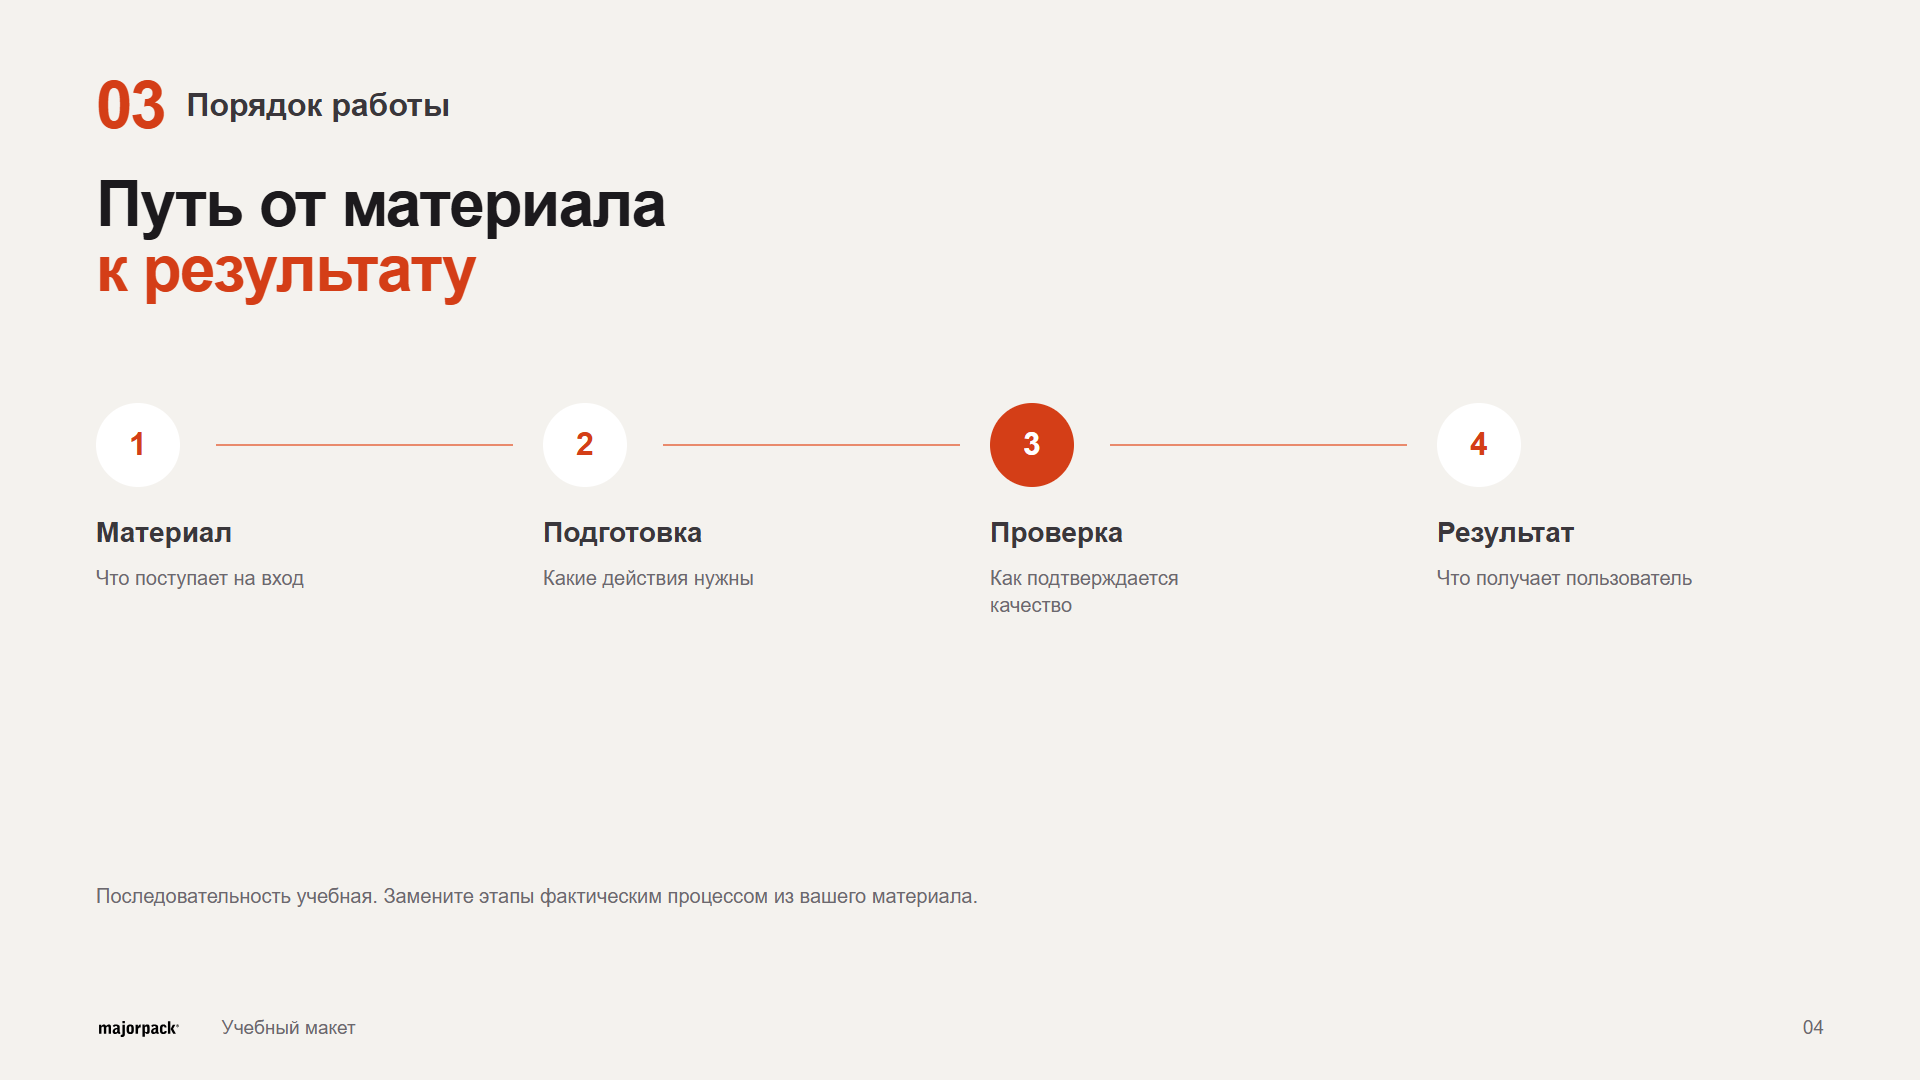 03 Порядок работы
Путь от материала
к результату
1
2
3
4
Материал
Подготовка
Проверка
Результат
Что поступает на вход
Какие действия нужны
Как подтверждается
качество
Что получает пользователь
Последовательность учебная. Замените этапы фактическим процессом из вашего материала.
majorpack
Учебный макет
04